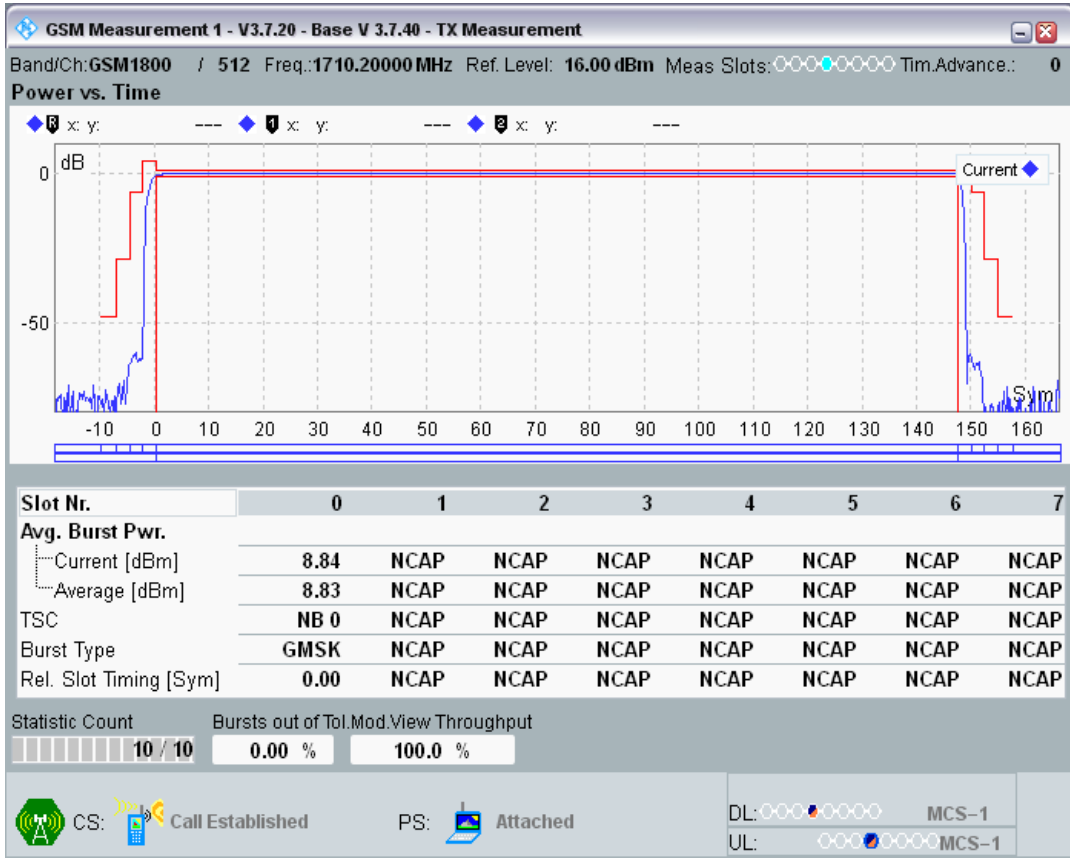 GSM Measurement 1 - V3.7.20 - Base V 3.7.40 - TX Measurement
Band/Ch:GSM1800 / 512 Freq.:1710.20000 MHz Ref. Level: 16.00 dBm Meas Slots: Tim.Advance.: 0
Power vs. Time
R x: y: --- 1 x: y: --- 2 x: y: ---
dB
Current
0
-50
Sym
-10 0 10 20 30 40 50 60 70 80 90 100 110 120 130 140 150 160
Slot Nr. 0 1 2 3 4 5 6 7
Avg. Burst Pwr.
Current [dBm] 8.84 NCAP NCAP NCAP NCAP NCAP NCAP NCAP
Average [dBm] 8.83 NCAP NCAP NCAP NCAP NCAP NCAP NCAP
TSC NB 0 NCAP NCAP NCAP NCAP NCAP NCAP NCAP
Burst Type GMSK NCAP NCAP NCAP NCAP NCAP NCAP NCAP
Rel. Slot Timing [Sym] 0.00 NCAP NCAP NCAP NCAP NCAP NCAP NCAP
Statistic Count Bursts out of Tol.Mod.View Throughput
10 / 10 0.00 % 100.0 %
CS: Call Established PS: Attached
DL: MCS-1
UL: MCS-1